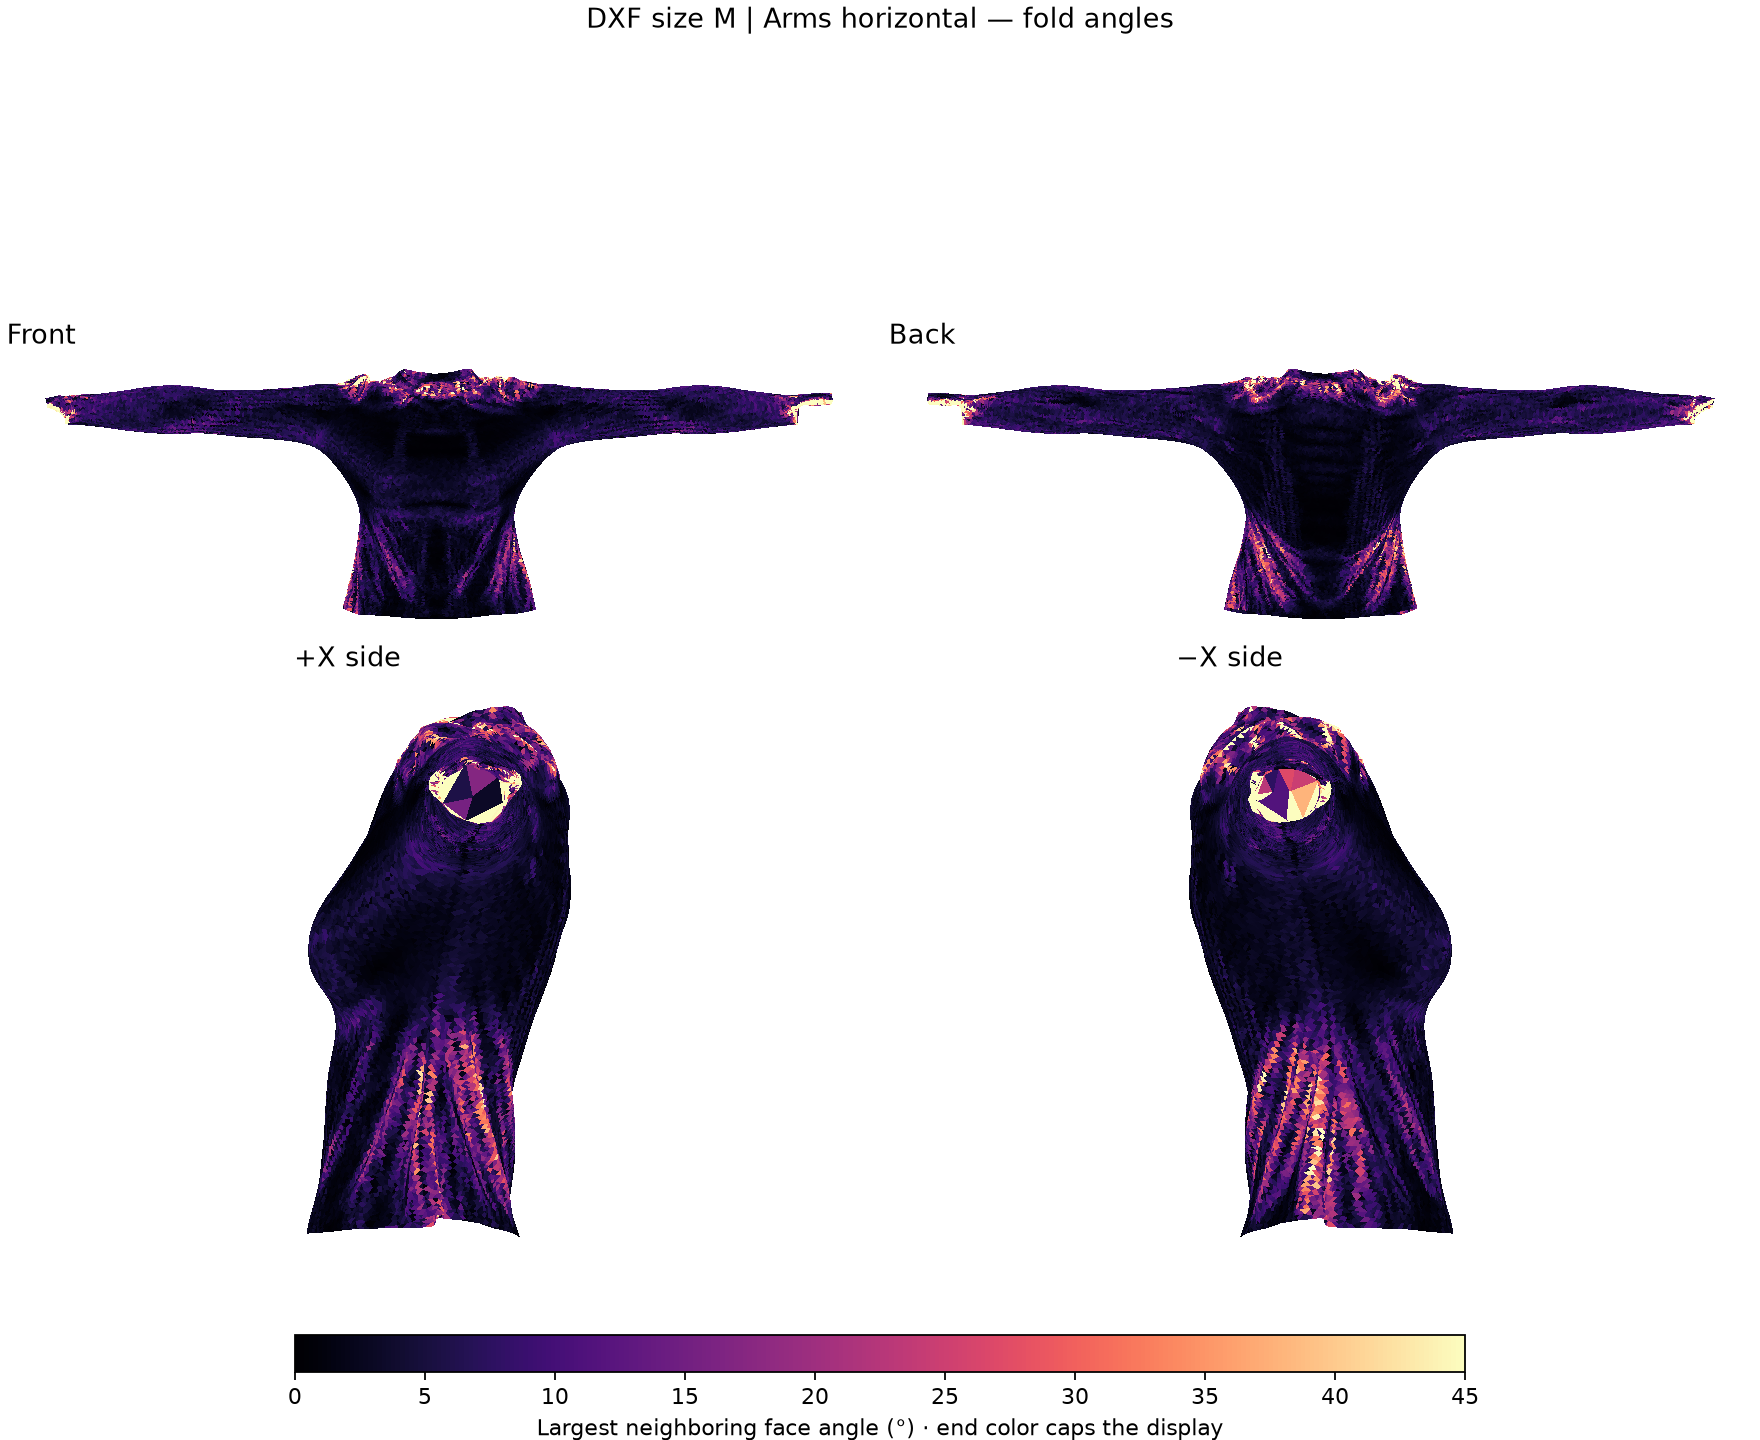 DXF size M | Arms horizontal — fold angles
Front
Back
+X side
−X side
0 5 10 15 20 25 30 35 40 45
Largest neighboring face angle (°) · end color caps the display